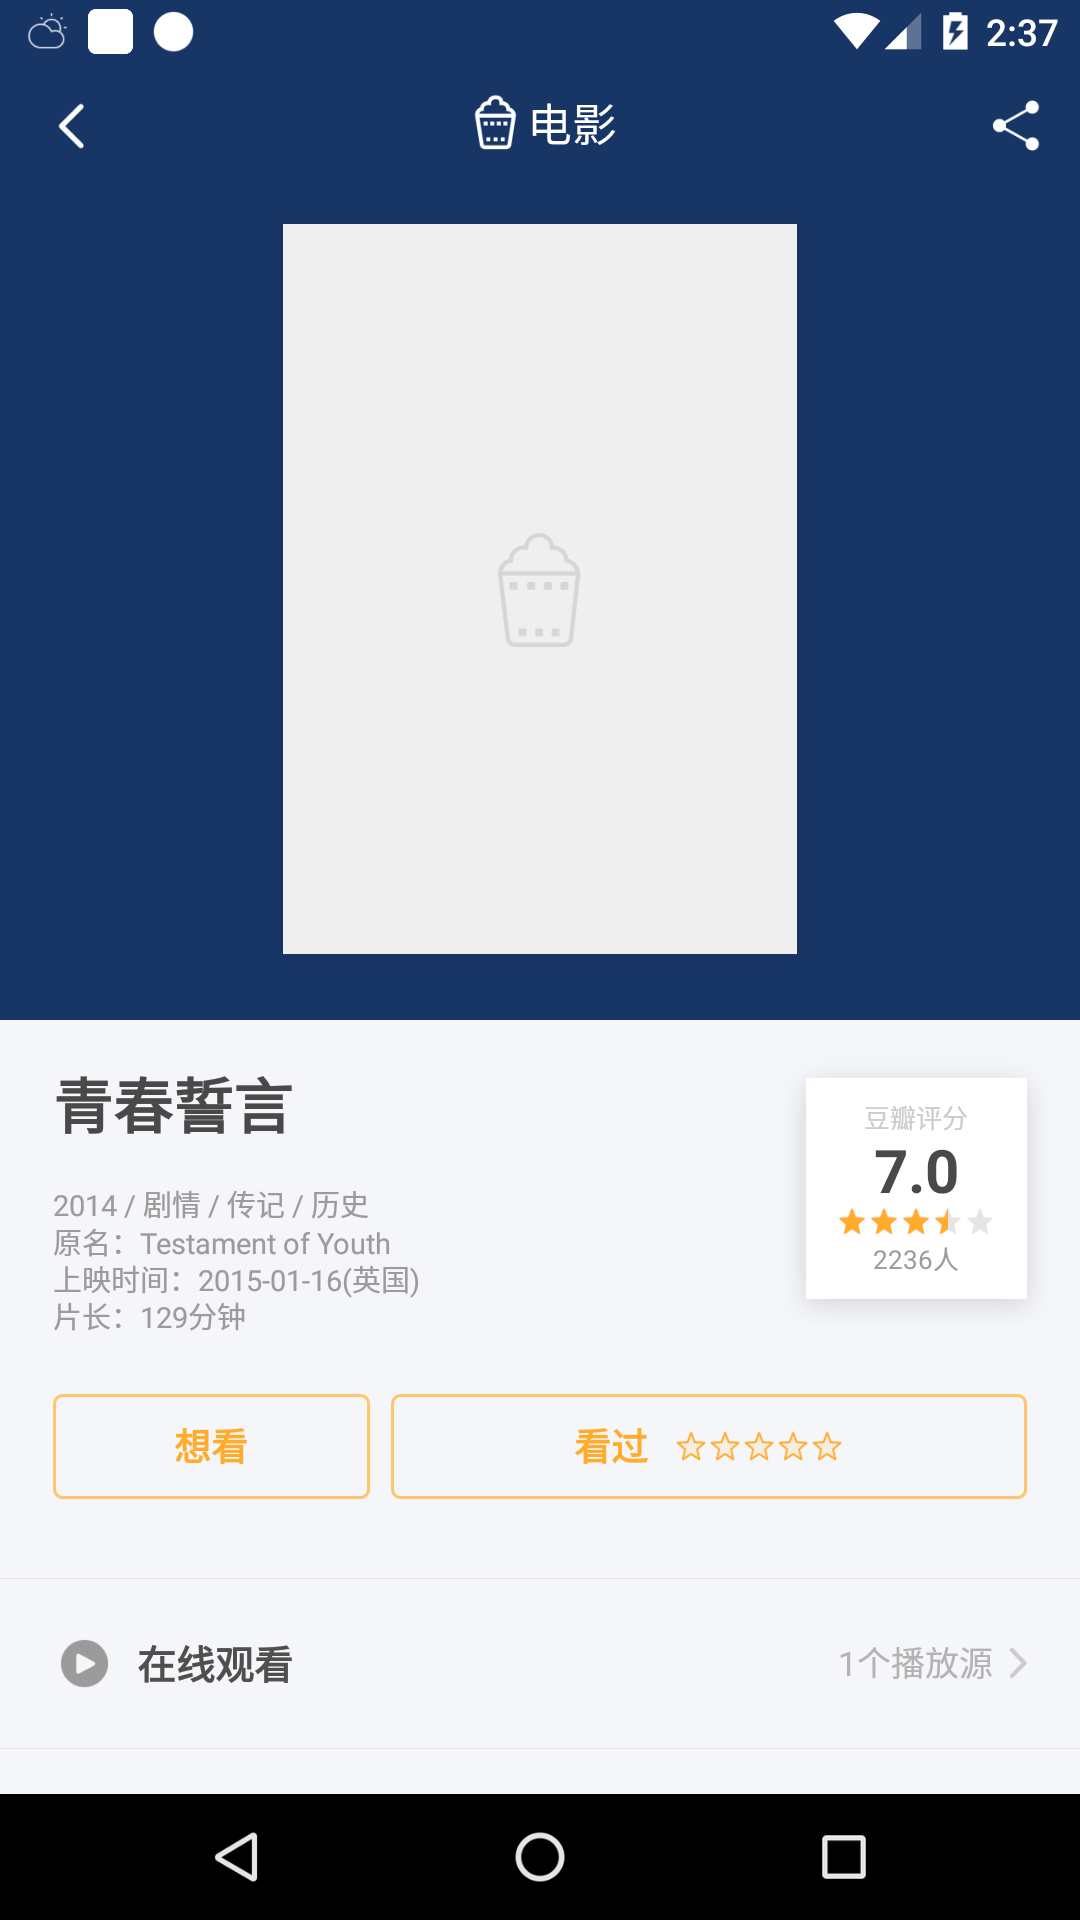 2:37
电影
青春誓言
2014 / 剧情 / 传记 / 历史
原名：Testament of Youth
上映时间：2015-01-16(英国)
片长：129分钟
豆瓣评分
7.0
2236人
想看
看过
在线观看
1个播放源